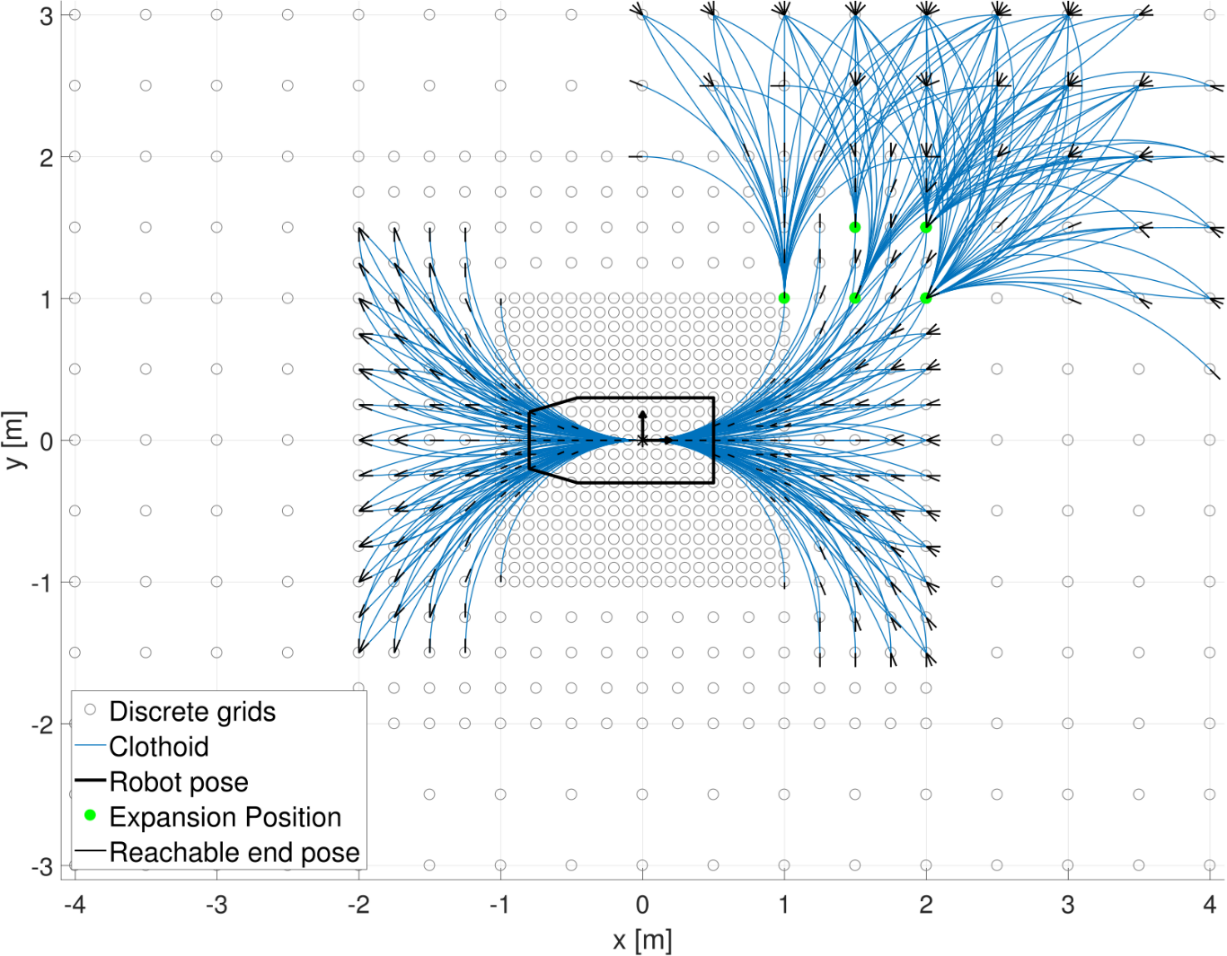 3
2
1
0
-1
-2
-3
y [m]
Discrete grids
Clothoid
Robot pose
Expansion Position
Reachable end pose
-4 -3 -2 -1 0 1 2 3 4
x [m]